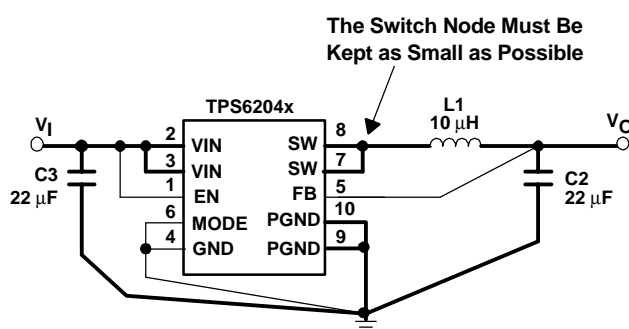 The Switch Node Must Be
Kept as Small as Possible
TPS6204x
VI
L1
10 μH
VO
2 VIN SW 8
3 VIN SW 7
1 EN FB 5
6 MODE PGND 10
4 GND PGND 9
C3
22 μF
C2
22 μF